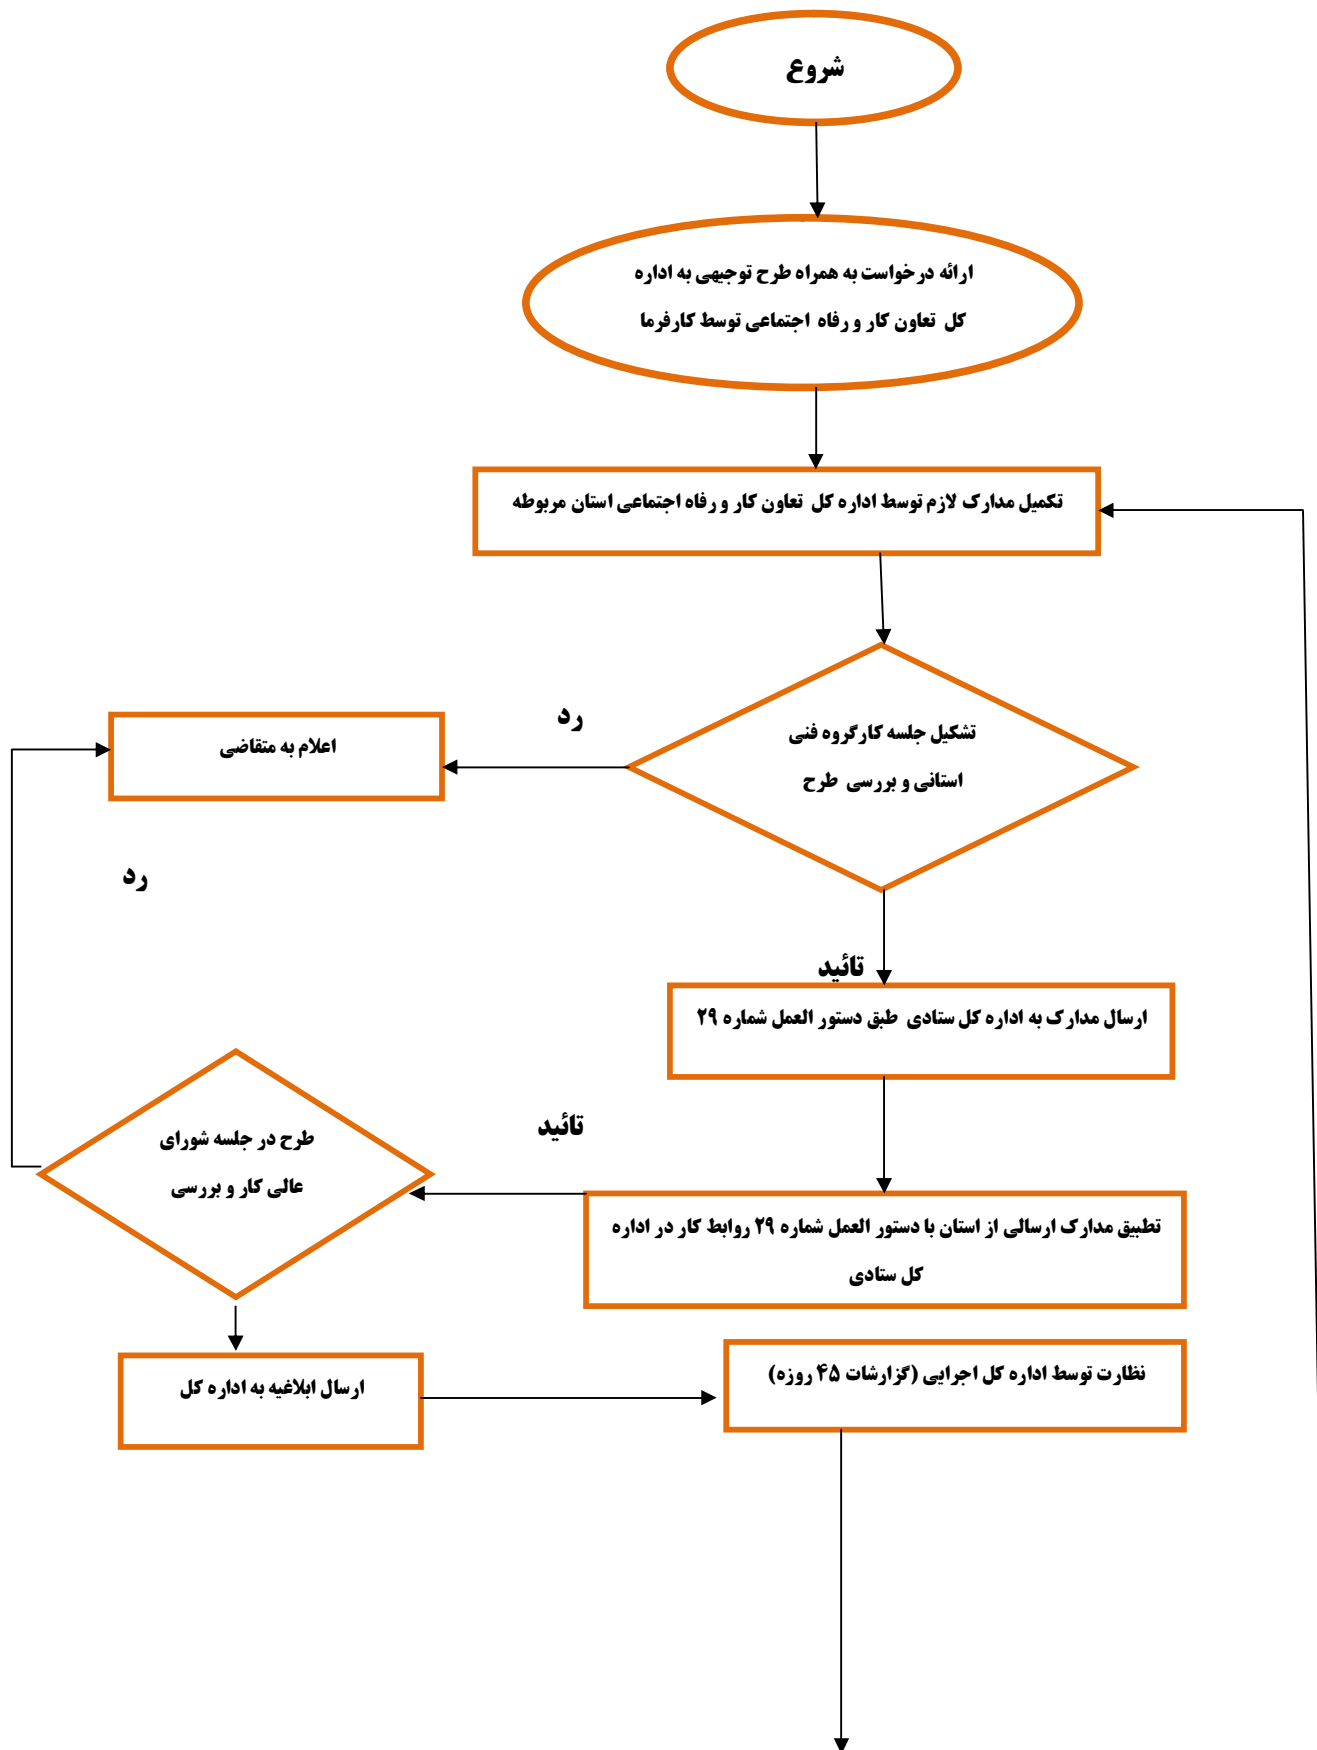 شروع
ارائه درخواست به همراه طرح توجیهی به اداره
کل تعاون کار و رفاه اجتماعی توسط کارفرما
تکمیل مدارک لازم توسط اداره کل تعاون کار و رفاه اجتماعی استان مربوطه
تشکیل جلسه کارگروه فنی
استانی و بررسی طرح
رد
اعلام به متقاضی
رد
تائید
ارسال مدارک به اداره کل ستادی طبق دستور العمل شماره ۲۹
تائید
طرح در جلسه شورای
عالی کار و بررسی
تطبیق مدارک ارسالی از استان با دستور العمل شماره ۲۹ روابط کار در اداره
کل ستادی
ارسال ابلاغیه به اداره کل
نظارت توسط اداره کل اجرایی (گزارشات ۴۵ روزه)